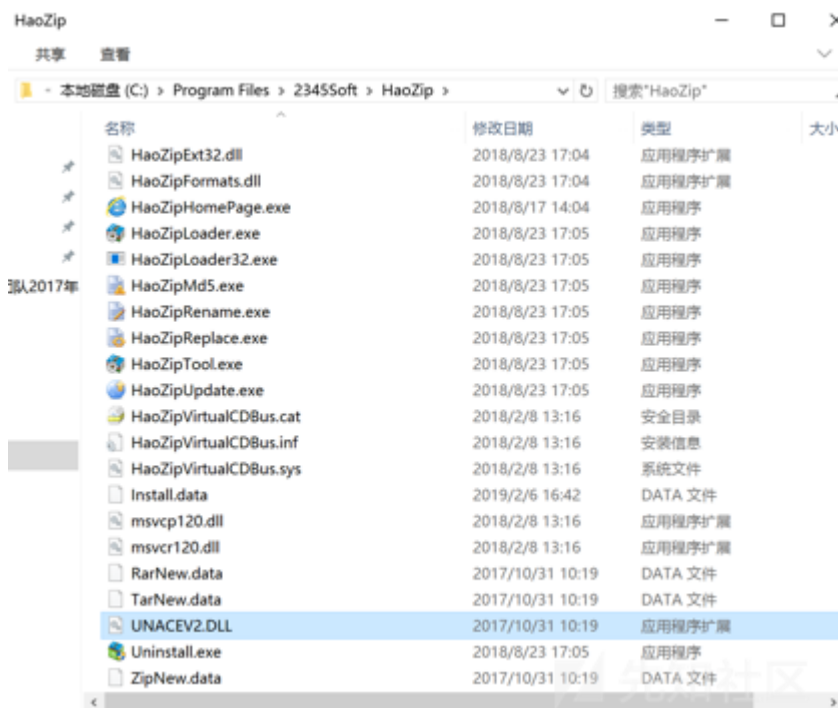 HaoZip
共享 查看
本地磁盘 (C:) › Program Files › 2345Soft › HaoZip › 搜索"HaoZip"
名称 修改日期 类型 大小
HaoZipExt32.dll 2018/8/23 17:04 应用程序扩展
HaoZipFormats.dll 2018/8/23 17:04 应用程序扩展
HaoZipHomePage.exe 2018/8/17 14:04 应用程序
HaoZipLoader.exe 2018/8/23 17:05 应用程序
HaoZipLoader32.exe 2018/8/23 17:05 应用程序
队2017年 HaoZipMd5.exe 2018/8/23 17:05 应用程序
HaoZipRename.exe 2018/8/23 17:05 应用程序
HaoZipReplace.exe 2018/8/23 17:05 应用程序
HaoZipTool.exe 2018/8/23 17:05 应用程序
HaoZipUpdate.exe 2018/8/23 17:05 应用程序
HaoZipVirtualCDBus.cat 2018/2/8 13:16 安全目录
HaoZipVirtualCDBus.inf 2018/2/8 13:16 安装信息
HaoZipVirtualCDBus.sys 2018/2/8 13:16 系统文件
Install.data 2019/2/6 16:42 DATA 文件
msvcp120.dll 2018/2/8 13:16 应用程序扩展
msvcr120.dll 2018/2/8 13:16 应用程序扩展
RarNew.data 2017/10/31 10:19 DATA 文件
TarNew.data 2017/10/31 10:19 DATA 文件
UNACEV2.DLL 2017/10/31 10:19 应用程序扩展
Uninstall.exe 2018/8/23 17:05 应用程序
ZipNew.data 2017/10/31 10:19 DATA 文件
先知社区